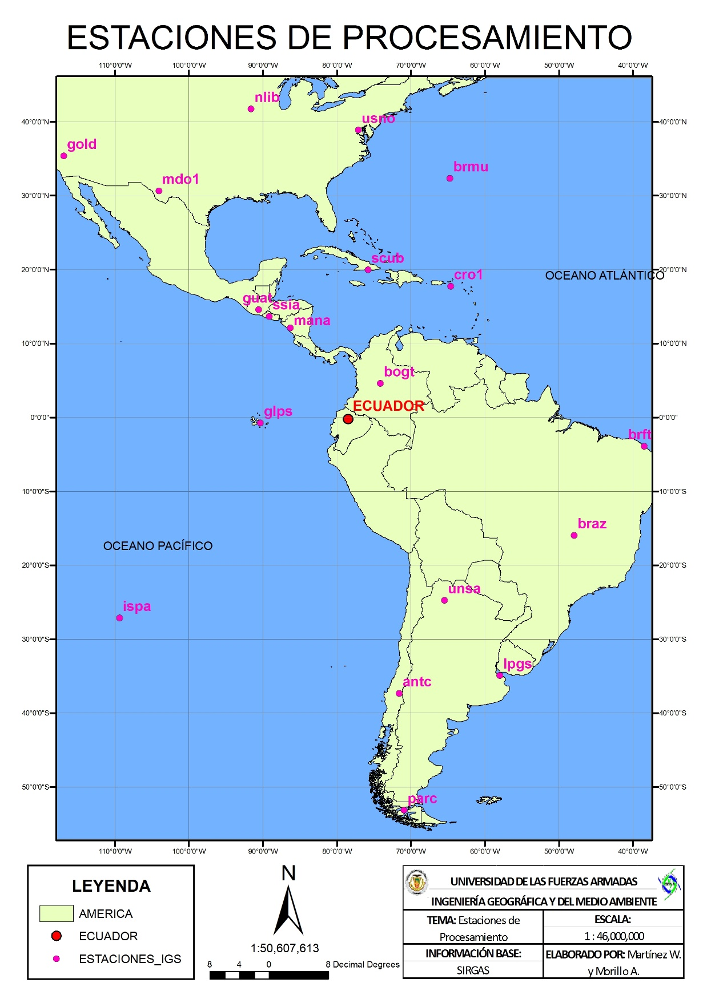 ESTACIONES DE PROCESAMIENTO
110°0'0"W 100°0'0"W 90°0'0"W 80°0'0"W 70°0'0"W 60°0'0"W 50°0'0"W 40°0'0"W
nlib
usno
40°0'0"N 40°0'0"N
gold
brmu
mdo1
30°0'0"N 30°0'0"N
scub
20°0'0"N 20°0'0"N
cro1
OCEANO ATLÁNTICO
guat
ssia
mana
10°0'0"N 10°0'0"N
bogt
ECUADOR
glps
0°0'0" 0°0'0"
brft
10°0'0"S 10°0'0"S
braz
OCEANO PACÍFICO
20°0'0"S 20°0'0"S
unsa
ispa
30°0'0"S 30°0'0"S
lpgs
antc
40°0'0"S 40°0'0"S
50°0'0"S 50°0'0"S
parc
110°0'0"W 100°0'0"W 90°0'0"W 80°0'0"W 70°0'0"W 60°0'0"W 50°0'0"W 40°0'0"W
LEYENDA
AMERICA
ECUADOR
ESTACIONES_IGS
N
1:50,607,613
8 4 0 8 Decimal Degrees
UNIVERSIDAD DE LAS FUERZAS ARMADAS
INGENIERÍA GEOGRÁFICA Y DEL MEDIO AMBIENTE
TEMA: Estaciones de
Procesamiento
ESCALA:
1 : 46,000,000
INFORMACIÓN BASE:
SIRGAS
ELABORADO POR: Martínez W.
y Morillo A.